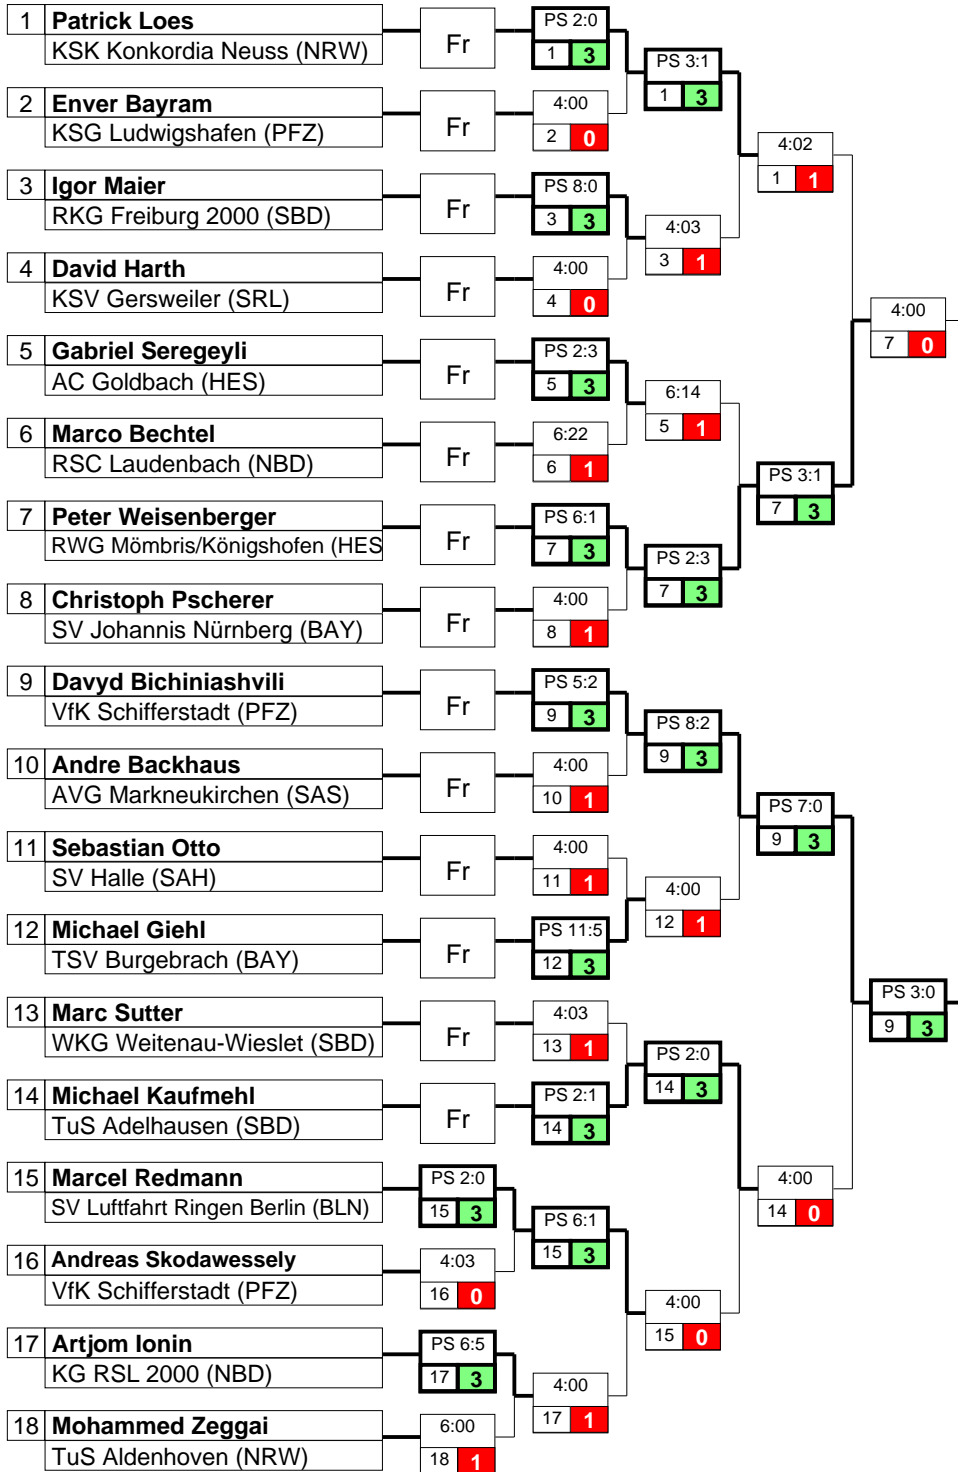 1 Patrick Loes
KSK Konkordia Neuss (NRW)
Fr
PS 2:0
1 3
PS 3:1
1 3
2 Enver Bayram
KSG Ludwigshafen (PFZ)
Fr
4:00
2 0
4:02
1 1
3 Igor Maier
RKG Freiburg 2000 (SBD)
Fr
PS 8:0
3 3
4:03
3 1
4 David Harth
KSV Gersweiler (SRL)
Fr
4:00
4 0
4:00
7 0
5 Gabriel Seregeyli
AC Goldbach (HES)
Fr
PS 2:3
5 3
6:14
5 1
6 Marco Bechtel
RSC Laudenbach (NBD)
Fr
6:22
6 1
PS 3:1
7 3
7 Peter Weisenberger
RWG Mömbris/Königshofen (HES
Fr
PS 6:1
7 3
PS 2:3
7 3
8 Christoph Pscherer
SV Johannis Nürnberg (BAY)
Fr
4:00
8 1
9 Davyd Bichiniashvili
VfK Schifferstadt (PFZ)
Fr
PS 5:2
9 3
PS 8:2
9 3
10 Andre Backhaus
AVG Markneukirchen (SAS)
Fr
4:00
10 1
PS 7:0
9 3
11 Sebastian Otto
SV Halle (SAH)
Fr
4:00
11 1
4:00
12 1
12 Michael Giehl
TSV Burgebrach (BAY)
Fr
PS 11:5
12 3
PS 3:0
9 3
13 Marc Sutter
WKG Weitenau-Wieslet (SBD)
Fr
4:03
13 1
PS 2:0
14 3
14 Michael Kaufmehl
TuS Adelhausen (SBD)
Fr
PS 2:1
14 3
4:00
14 0
15 Marcel Redmann
SV Luftfahrt Ringen Berlin (BLN)
PS 2:0
15 3
PS 6:1
15 3
16 Andreas Skodawessely
VfK Schifferstadt (PFZ)
4:03
16 0
4:00
15 0
17 Artjom Ionin
KG RSL 2000 (NBD)
PS 6:5
17 3
4:00
17 1
18 Mohammed Zeggai
TuS Aldenhoven (NRW)
6:00
18 1